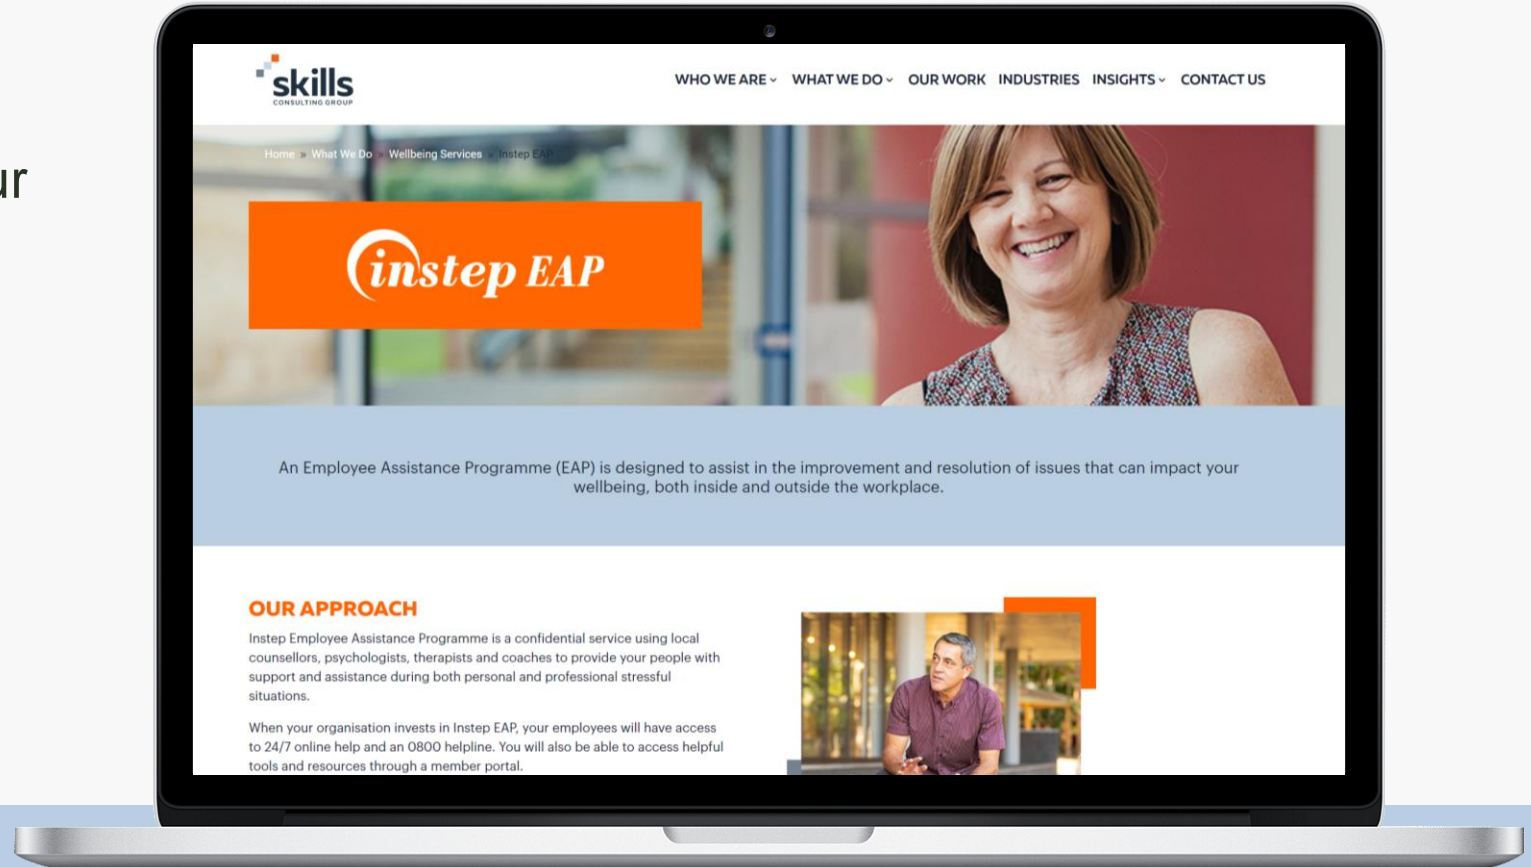 ur
skills
CONSULTING GROUP
WHO WE ARE WHAT WE DO OUR WORK INDUSTRIES INSIGHTS CONTACT US
Home » What We Do » Wellbeing Services » Instep EAP
instep EAP
An Employee Assistance Programme (EAP) is designed to assist in the improvement and resolution of issues that can impact your
wellbeing, both inside and outside the workplace.
OUR APPROACH
Instep Employee Assistance Programme is a confidential service using local
counsellors, psychologists, therapists and coaches to provide your people with
support and assistance during both personal and professional stressful
situations.
When your organisation invests in Instep EAP, your employees will have access
to 24/7 online help and an 0800 helpline. You will also be able to access helpful
tools and resources through a member portal.